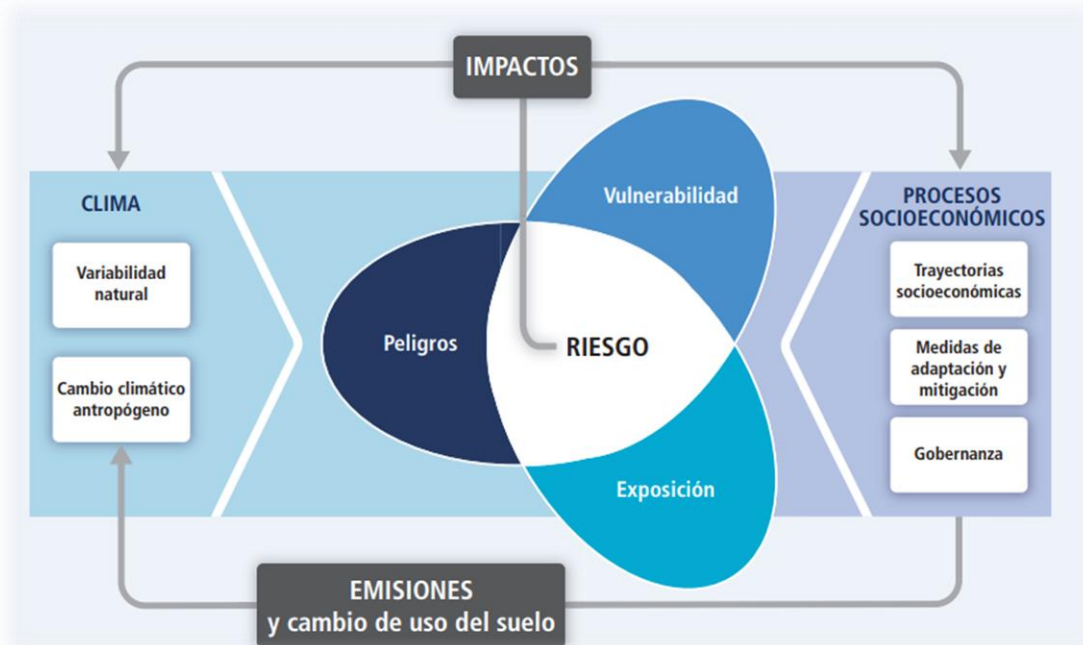 IMPACTOS
CLIMA
Variabilidad
natural
Cambio climático
antropógeno
Peligros
Vulnerabilidad
RIESGO
Exposición
PROCESOS
SOCIOECONÓMICOS
Trayectorias
socioeconómicas
Medidas de
adaptación y
mitigación
Gobernanza
EMISIONES
y cambio de uso del suelo